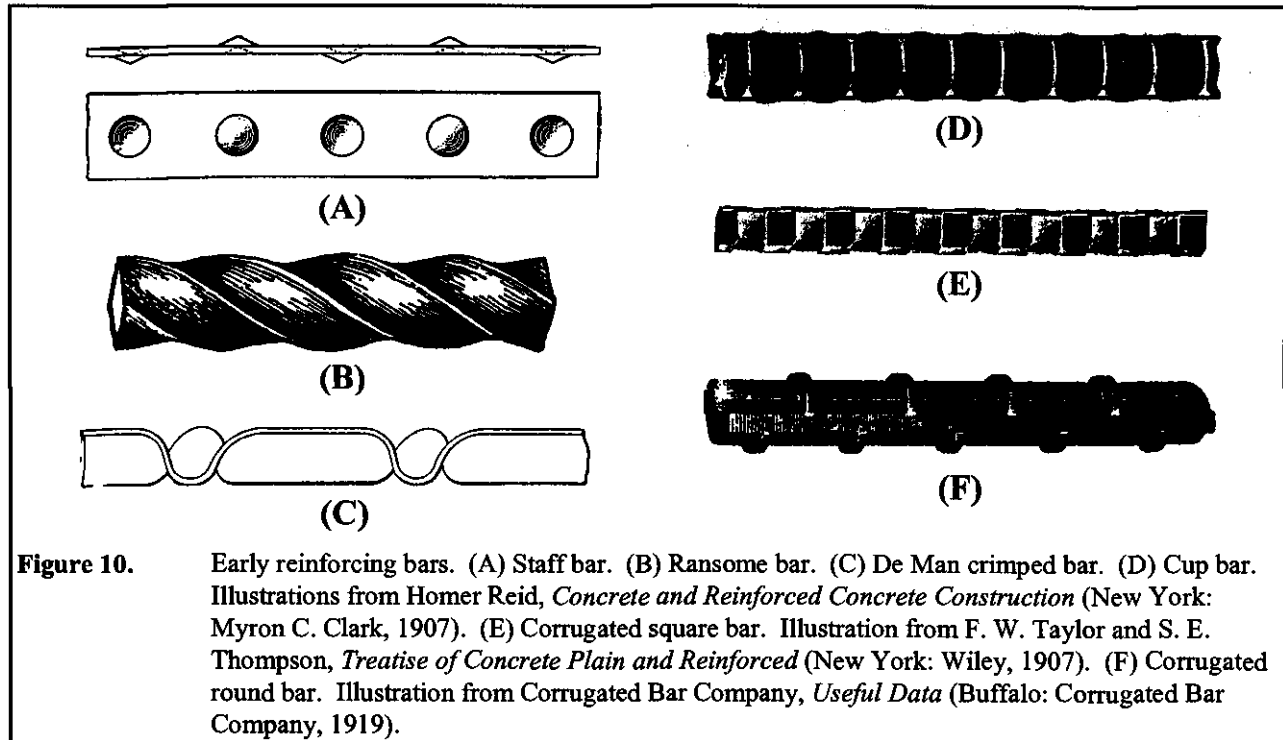 (A)
(B)
(C)
(D)
(E)
(F)
Figure 10. Early reinforcing bars. (A) Staff bar. (B) Ransome bar. (C) De Man crimped bar. (D) Cup bar.
Illustrations from Homer Reid, Concrete and Reinforced Concrete Construction (New York:
Myron C. Clark, 1907). (E) Corrugated square bar. Illustration from F. W. Taylor and S. E.
Thompson, Treatise of Concrete Plain and Reinforced (New York: Wiley, 1907). (F) Corrugated
round bar. Illustration from Corrugated Bar Company, Useful Data (Buffalo: Corrugated Bar
Company, 1919).